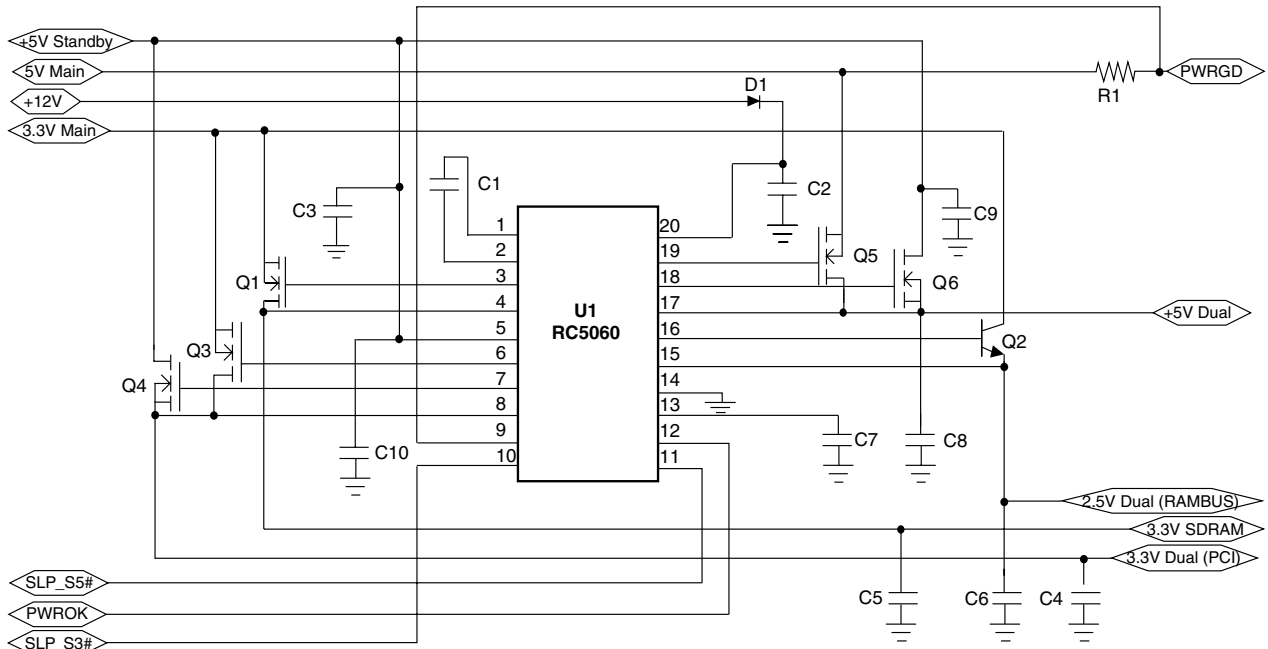 +5V Standby
5V Main
+12V
3.3V Main
D1
R1
PWRGD
C1
C2
C3
C9
1
2
3
4
5
6
7
8
9
10
U1
RC5060
20
19
18
17
16
15
14
13
12
11
Q1
Q3
Q4
Q5
Q6
+5V Dual
Q2
C10
C7
C8
2.5V Dual (RAMBUS)
3.3V SDRAM
3.3V Dual (PCI)
SLP_S5#
PWROK
SLP_S3#
C5
C6
C4